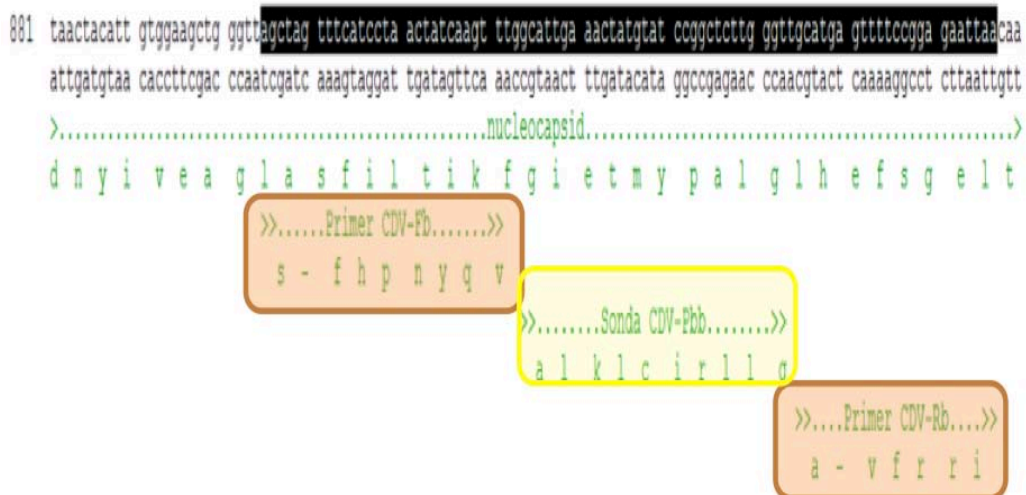 881 taactacatt gtggaagctg ggttagctag tttcatccta actatcaagt ttggcattga aactatgtat ccggctcttg ggttgcatga gttttccgga gaattaacaa
attgatgtaa caccttcgac ccaatcgatc aaagtaggat tgatagttca aaccgtaact ttgatacata ggccgagaac ccaacgtact caaaaggcct cttaattgtt
>...........................................nucleocapsid...........................................>
d n y i v e a g l a s f i l t i k f g i e t m y p a l g l h e f s g e l t
>>......Primer CDV-Fb.......>>
s - f h p n y q v
>>........Sonda CDV-Pbb........>>
a l k l c i r l l g
>>....Primer CDV-Rb....>>
a - v f r r i